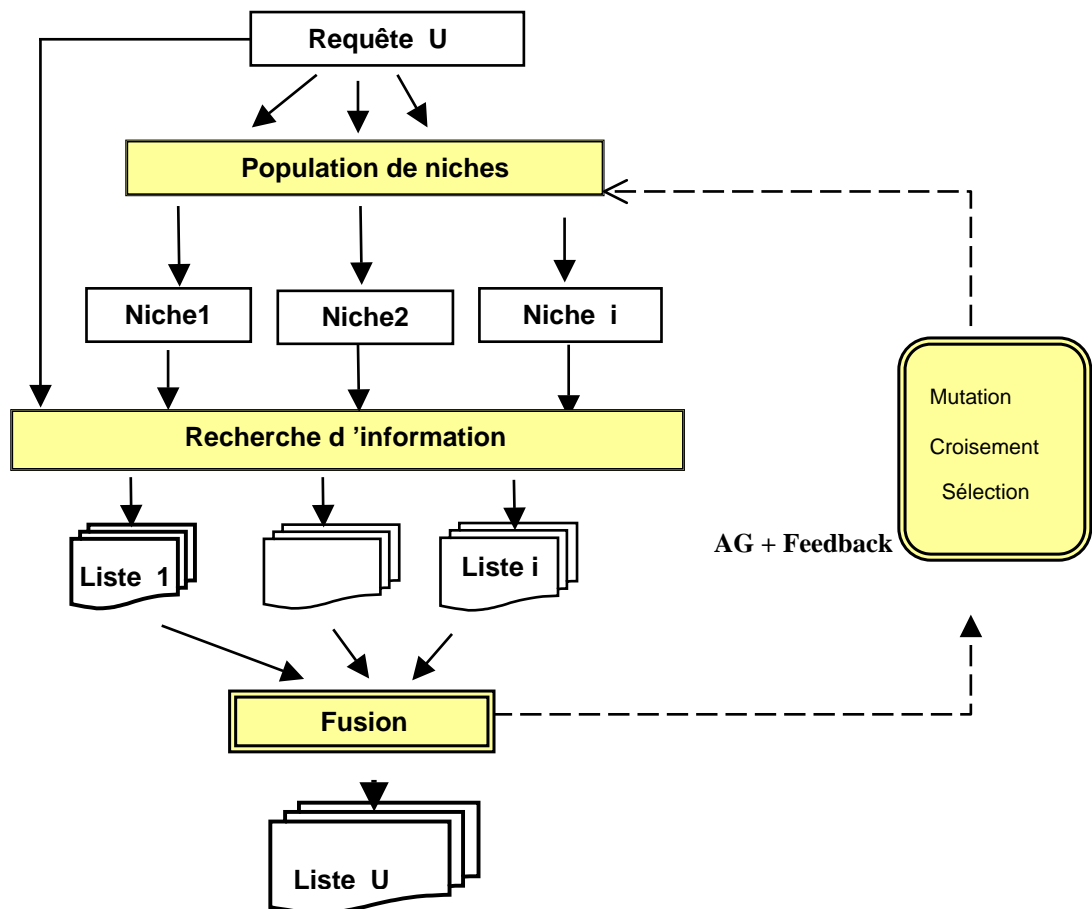 Requête U
Population de niches
Niche1
Niche2
Niche i
Recherche d ’information
Mutation
Croisement
Sélection
AG + Feedback
Liste 1
Liste i
Fusion
Liste U